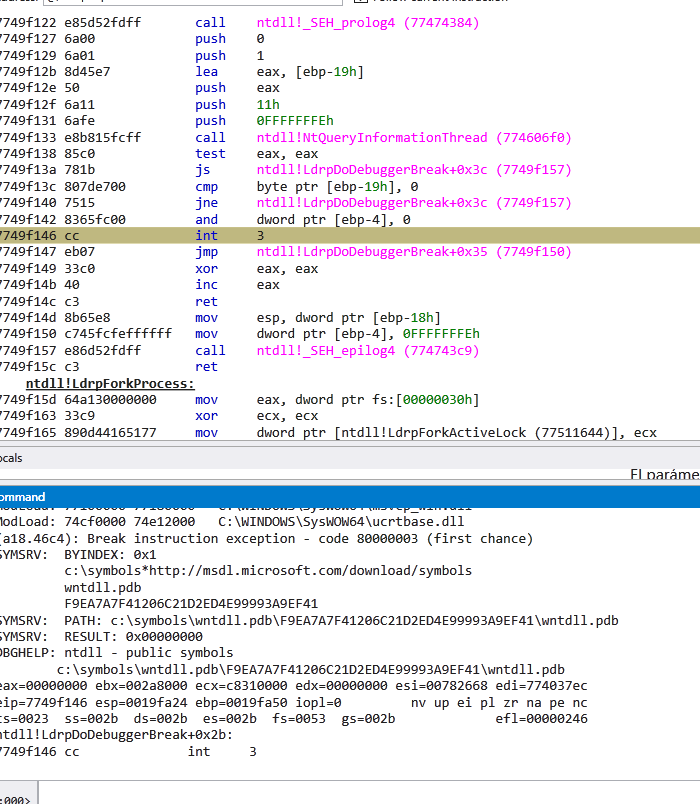 7749f122 e85d52fdff call ntdll!_SEH_prolog4 (77474384)
7749f127 6a00 push 0
7749f129 6a01 push 1
7749f12b 8d45e7 lea eax, [ebp-19h]
7749f12e 50 push eax
7749f12f 6a11 push 11h
7749f131 6afe push 0FFFFFFFEh
7749f133 e8b815fcff call ntdll!NtQueryInformationThread (774606f0)
7749f138 85c0 test eax, eax
7749f13a 781b js ntdll!LdrpDoDebuggerBreak+0x3c (7749f157)
7749f13c 807de700 cmp byte ptr [ebp-19h], 0
7749f140 7515 jne ntdll!LdrpDoDebuggerBreak+0x3c (7749f157)
7749f142 8365fc00 and dword ptr [ebp-4], 0
7749f146 cc int 3
7749f147 eb07 jmp ntdll!LdrpDoDebuggerBreak+0x35 (7749f150)
7749f149 33c0 xor eax, eax
7749f14b 40 inc eax
7749f14c c3 ret
7749f14d 8b65e8 mov esp, dword ptr [ebp-18h]
7749f150 c745fcfeffffff mov dword ptr [ebp-4], 0FFFFFFFEh
7749f157 e86d52fdff call ntdll!_SEH_epilog4 (774743c9)
7749f15c c3 ret
ntdll!LdrpForkProcess:
7749f15d 64a130000000 mov eax, dword ptr fs:[00000030h]
7749f163 33c9 xor ecx, ecx
7749f165 890d44165177 mov dword ptr [ntdll!LdrpForkActiveLock (77511644)], ecx
ocals
El paráme
ommand
ModLoad: 74cf0000 74e12000 C:\WINDOWS\SysWOW64\ucrtbase.dll
(a18.46c4): Break instruction exception - code 80000003 (first chance)
SYMSRV: BYINDEX: 0x1
c:\symbols*http://msdl.microsoft.com/download/symbols
wntdll.pdb
F9EA7A7F41206C21D2ED4E99993A9EF41
SYMSRV: PATH: c:\symbols\wntdll.pdb\F9EA7A7F41206C21D2ED4E99993A9EF41\wntdll.pdb
SYMSRV: RESULT: 0x00000000
DBGHELP: ntdll - public symbols
c:\symbols\wntdll.pdb\F9EA7A7F41206C21D2ED4E99993A9EF41\wntdll.pdb
eax=00000000 ebx=002a8000 ecx=c8310000 edx=00000000 esi=00782668 edi=774037ec
eip=7749f146 esp=0019fa24 ebp=0019fa50 iopl=0 nv up ei pl zr na pe nc
cs=0023 ss=002b ds=002b es=002b fs=0053 gs=002b efl=00000246
ntdll!LdrpDoDebuggerBreak+0x2b:
7749f146 cc int 3
:000>